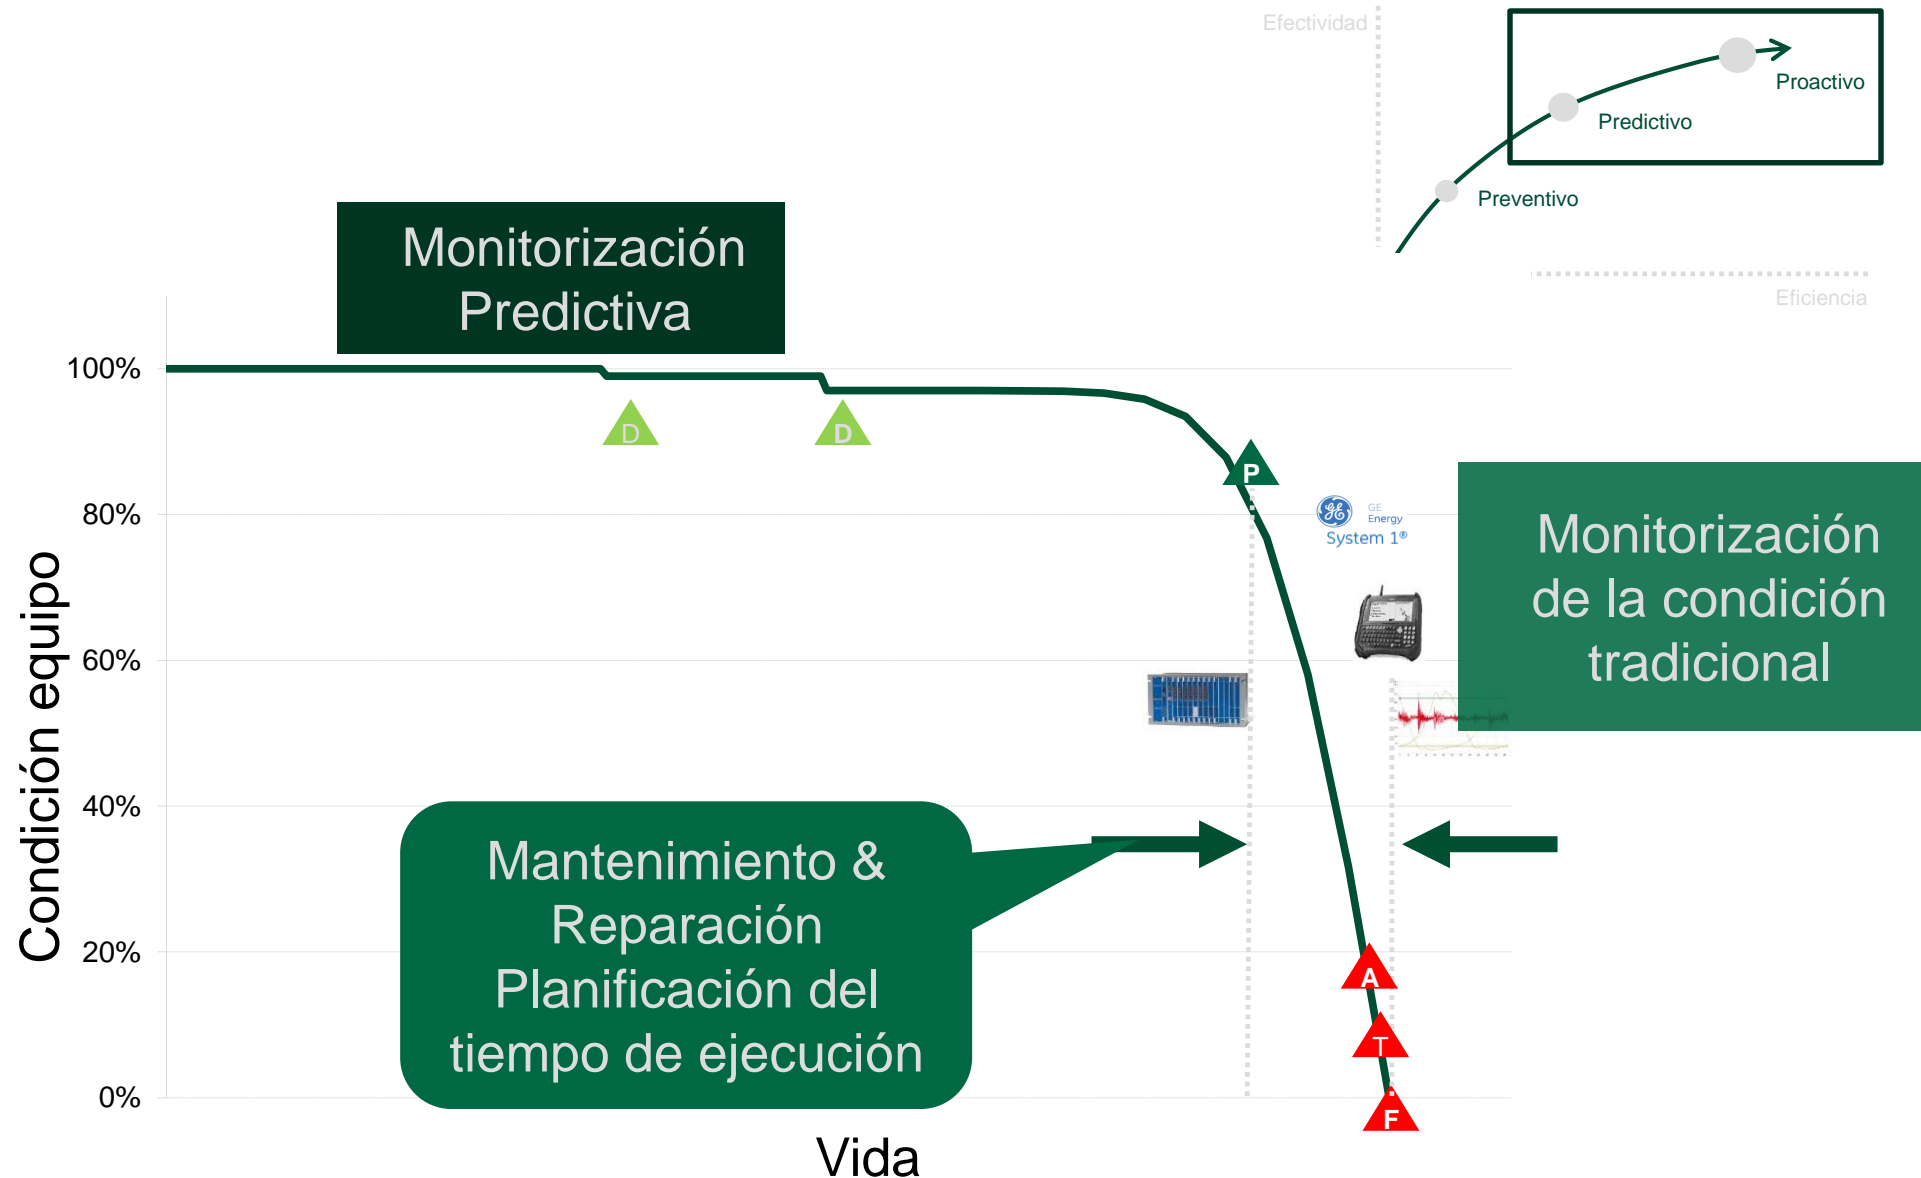 Efectividad
Proactivo
Predictivo
Preventivo
Eficiencia
Monitorización
Predictiva
100%
80%
60%
40%
20%
0%
Condición equipo
Vida
D
D
P
GE
Energy
System 1®
Monitorización
de la condición
tradicional
Mantenimiento &
Reparación
Planificación del
tiempo de ejecución
A
T
F